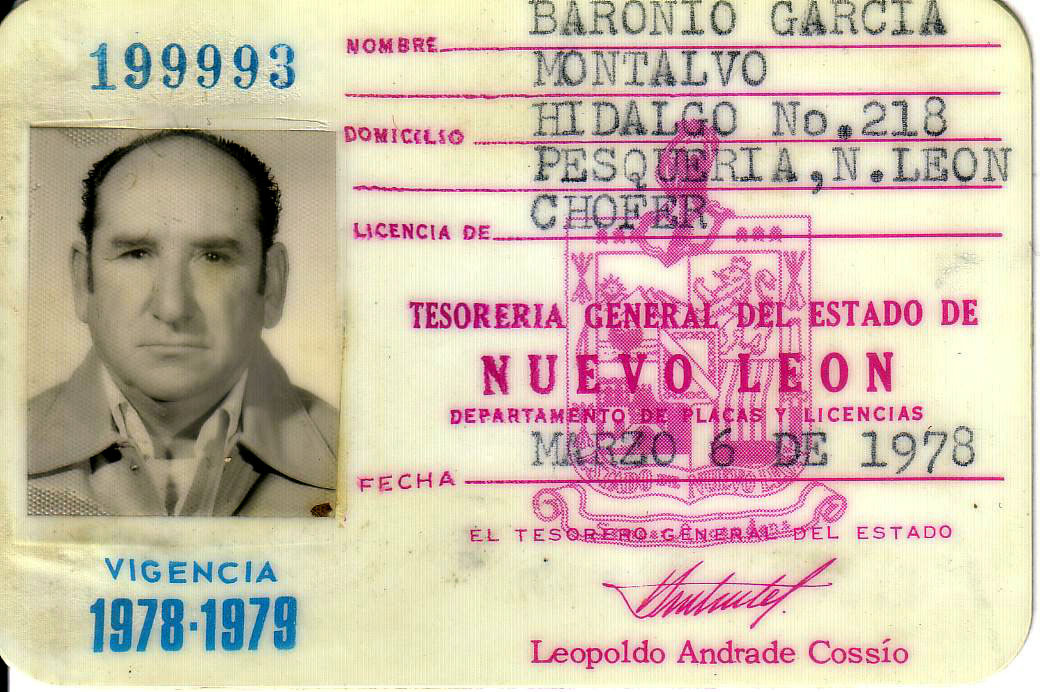 199993
NOMBRE BARONIO GARCIA
MONTALVO
DOMICILIO HIDALGO No.218
PESQUERIA,N.LEON
LICENCIA DE CHOFER
TESORERIA GENERAL DEL ESTADO DE
NUEVO LEON
DEPARTAMENTO DE PLACAS Y LICENCIAS
FECHA MARZO 6 DE 1978
EL TESORERO GENERAL DEL ESTADO
Leopoldo Andrade Cossío
VIGENCIA
1978-1979